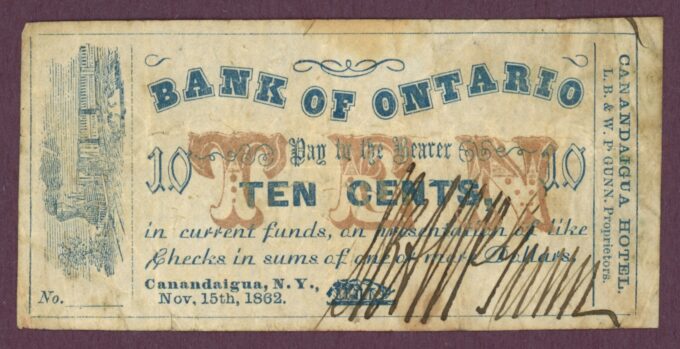 BANK OF ONTARIO
TEN
10 Pay to the Bearer 10
TEN CENTS,
in current funds, on presentation of like
Checks in sums of one or more Dollars.
Canandaigua, N. Y.,
Nov. 15th, 1862.
No.
CANANDAIGUA HOTEL.
L. B. & W. P. GUNN, Proprietors.